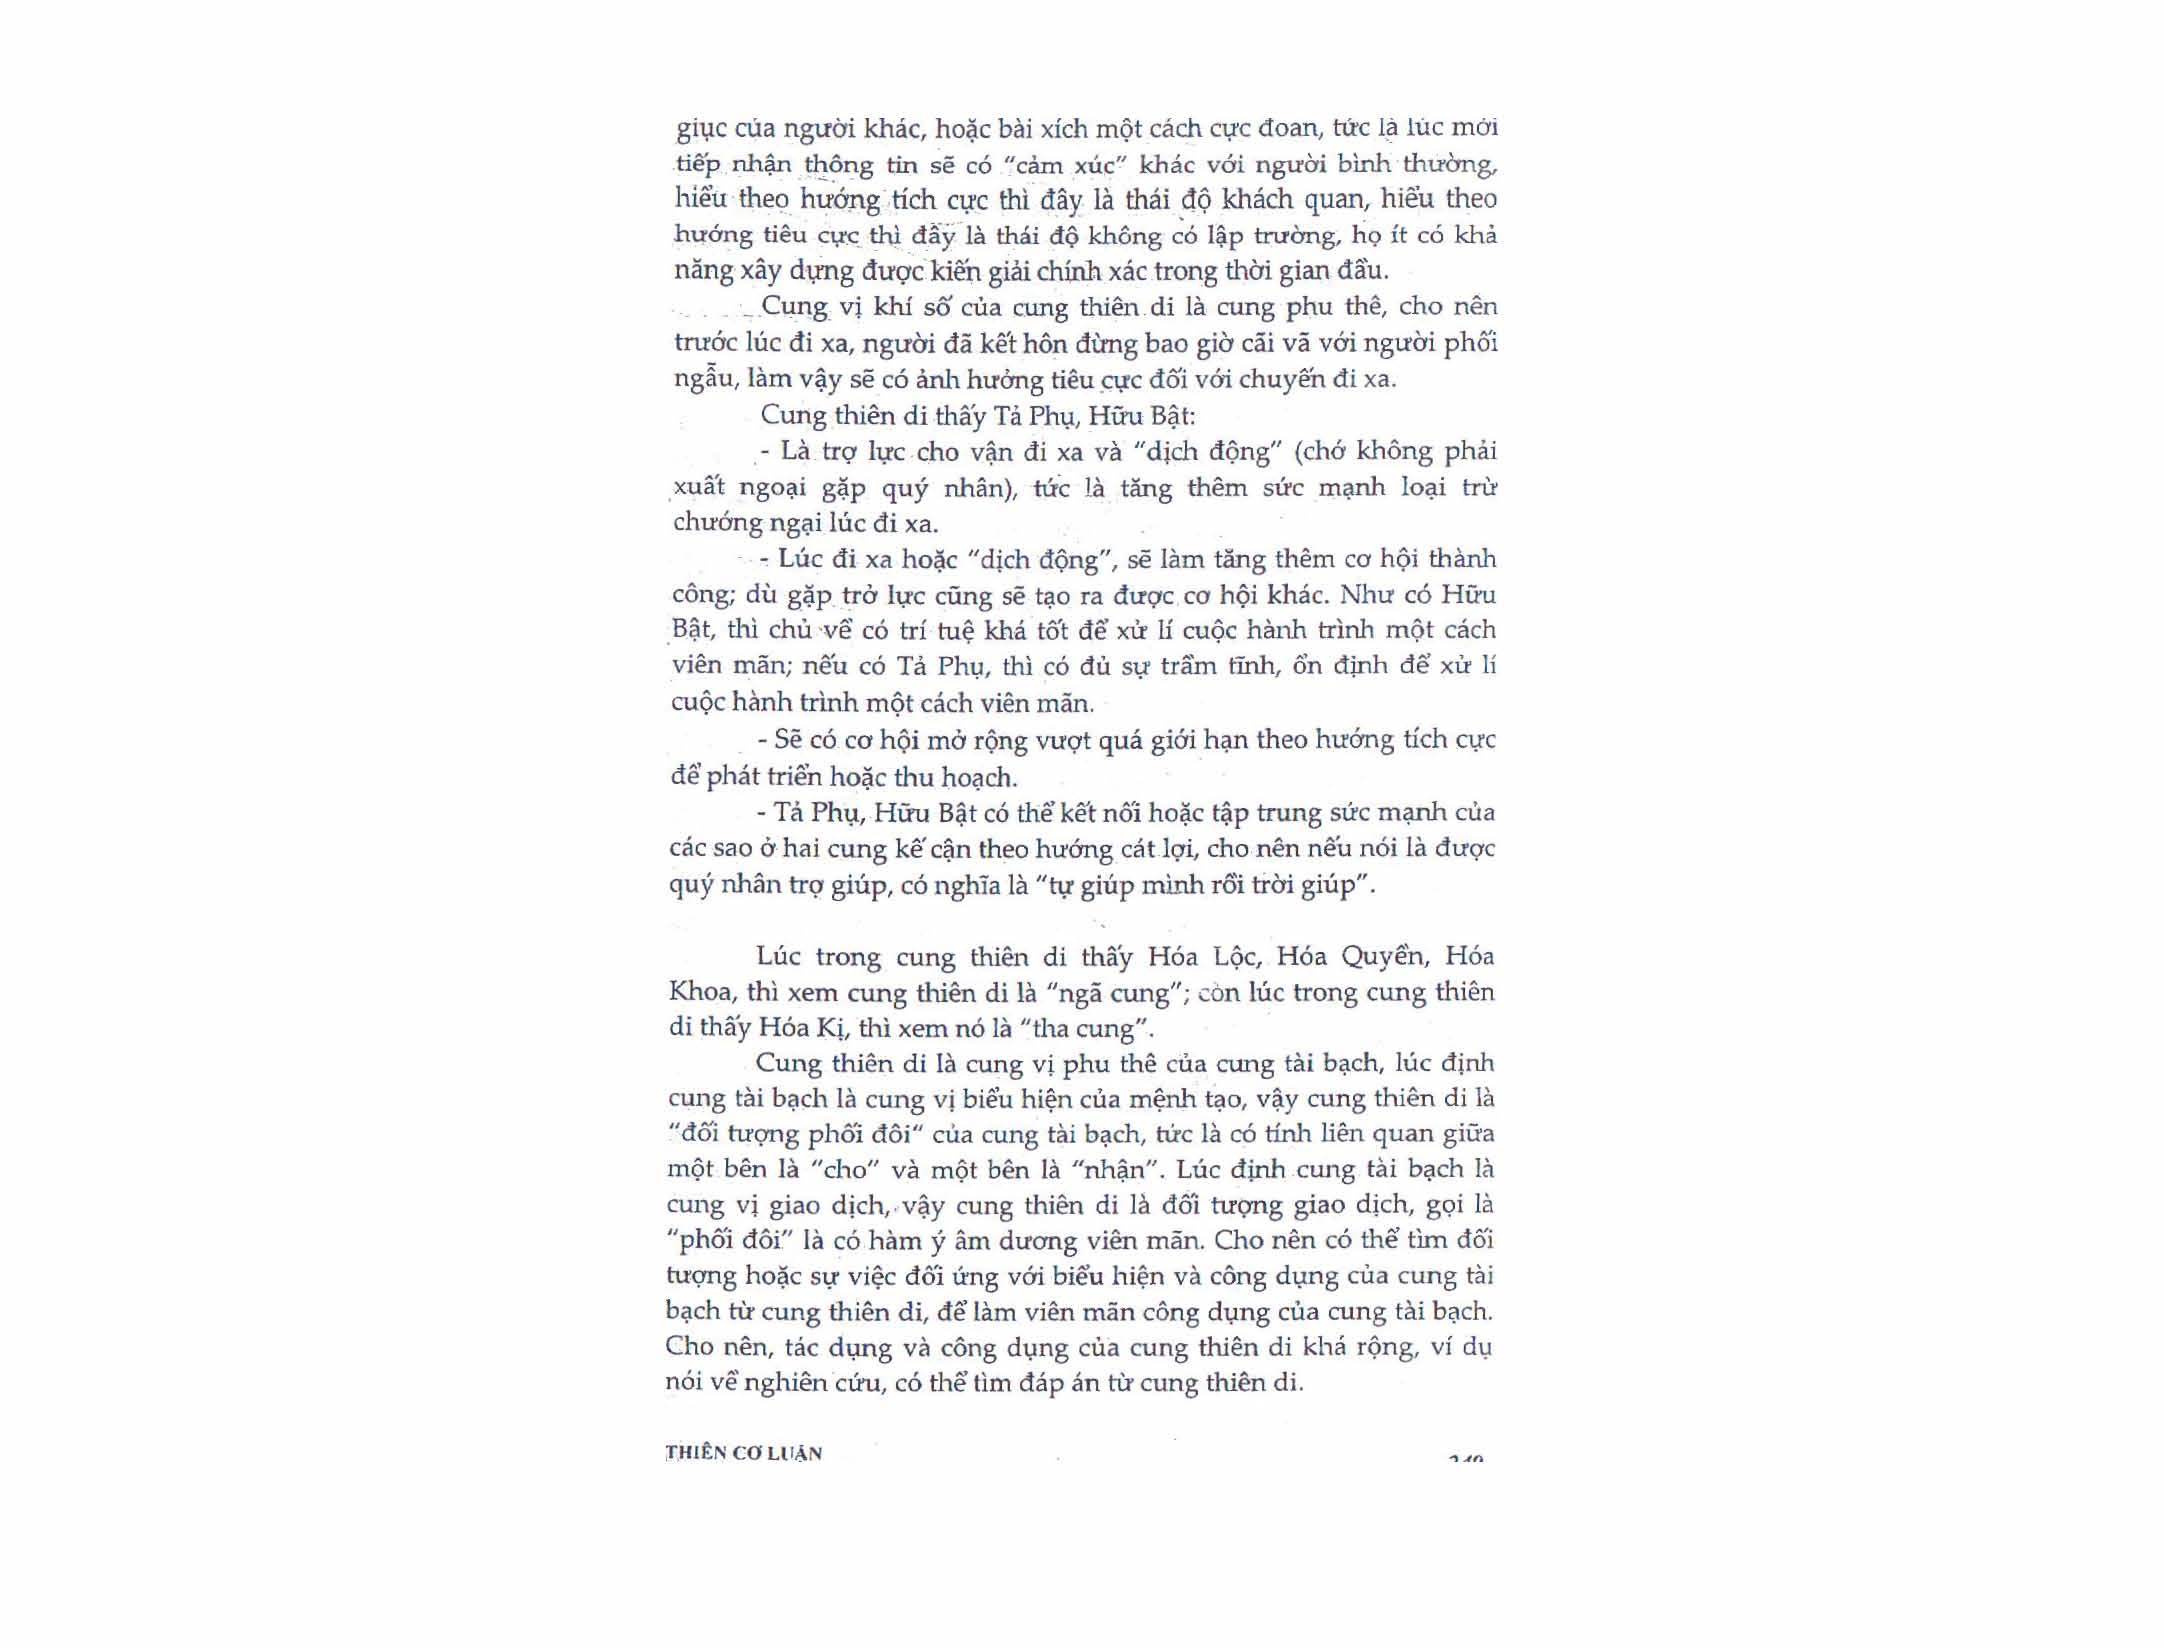 giục của người khác, hoặc bài xích một cách cực đoan, tức là lúc mới
tiếp nhận thông tin sẽ có “cảm xúc” khác với người bình thường,
hiểu theo hướng tích cực thì đây là thái độ khách quan, hiểu theo
hướng tiêu cực thì đây là thái độ không có lập trường, họ ít có khả
năng xây dựng được kiến giải chính xác trong thời gian đầu.
Cung vị khí số của cung thiên di là cung phu thê, cho nên
trước lúc đi xa, người đã kết hôn đừng bao giờ cãi vã với người phối
ngẫu, làm vậy sẽ có ảnh hưởng tiêu cực đối với chuyến đi xa.
Cung thiên di thấy Tả Phụ, Hữu Bật:
- Là trợ lực cho vận đi xa và “dịch động” (chớ không phải
xuất ngoại gặp quý nhân), tức là tăng thêm sức mạnh loại trừ
chướng ngại lúc đi xa.
- Lúc đi xa hoặc “dịch động”, sẽ làm tăng thêm cơ hội thành
công; dù gặp trở lực cũng sẽ tạo ra được cơ hội khác. Như có Hữu
Bật, thì chủ về có trí tuệ khá tốt để xử lí cuộc hành trình một cách
viên mãn; nếu có Tả Phụ, thì có đủ sự trầm tĩnh, ổn định để xử lí
cuộc hành trình một cách viên mãn.
- Sẽ có cơ hội mở rộng vượt quá giới hạn theo hướng tích cực
để phát triển hoặc thu hoạch.
- Tả Phụ, Hữu Bật có thể kết nối hoặc tập trung sức mạnh của
các sao ở hai cung kế cận theo hướng cát lợi, cho nên nếu nói là được
quý nhân trợ giúp, có nghĩa là “tự giúp mình rồi trời giúp”.
Lúc trong cung thiên di thấy Hóa Lộc, Hóa Quyền, Hóa
Khoa, thì xem cung thiên di là “ngã cung”; còn lúc trong cung thiên
di thấy Hóa Kị, thì xem nó là “tha cung”.
Cung thiên di là cung vị phu thê của cung tài bạch, lúc định
cung tài bạch là cung vị biểu hiện của mệnh tạo, vậy cung thiên di là
“đối tượng phối đôi“ của cung tài bạch, tức là có tính liên quan giữa
một bên là “cho” và một bên là “nhận”. Lúc định cung tài bạch là
cung vị giao dịch, vậy cung thiên di là đối tượng giao dịch, gọi là
“phối đôi” là có hàm ý âm dương viên mãn. Cho nên có thể tìm đối
tượng hoặc sự việc đối ứng với biểu hiện và công dụng của cung tài
bạch từ cung thiên di, để làm viên mãn công dụng của cung tài bạch.
Cho nên, tác dụng và công dụng của cung thiên di khá rộng, ví dụ
nói về nghiên cứu, có thể tìm đáp án từ cung thiên di.
THIÊN CƠ LUẬN